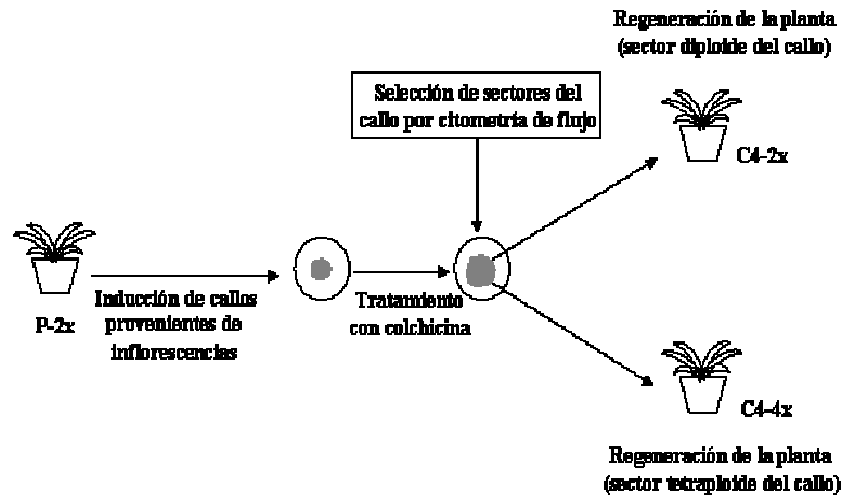 Regeneración de la planta
(sector diploide del callo)
Selección de sectores del
callo por citometría de flujo
C4-2x
P-2x
Inducción de callos
provenientes de
inflorescencias
Tratamiento
con colchicina
C4-4x
Regeneración de la planta
(sector tetraploide del callo)